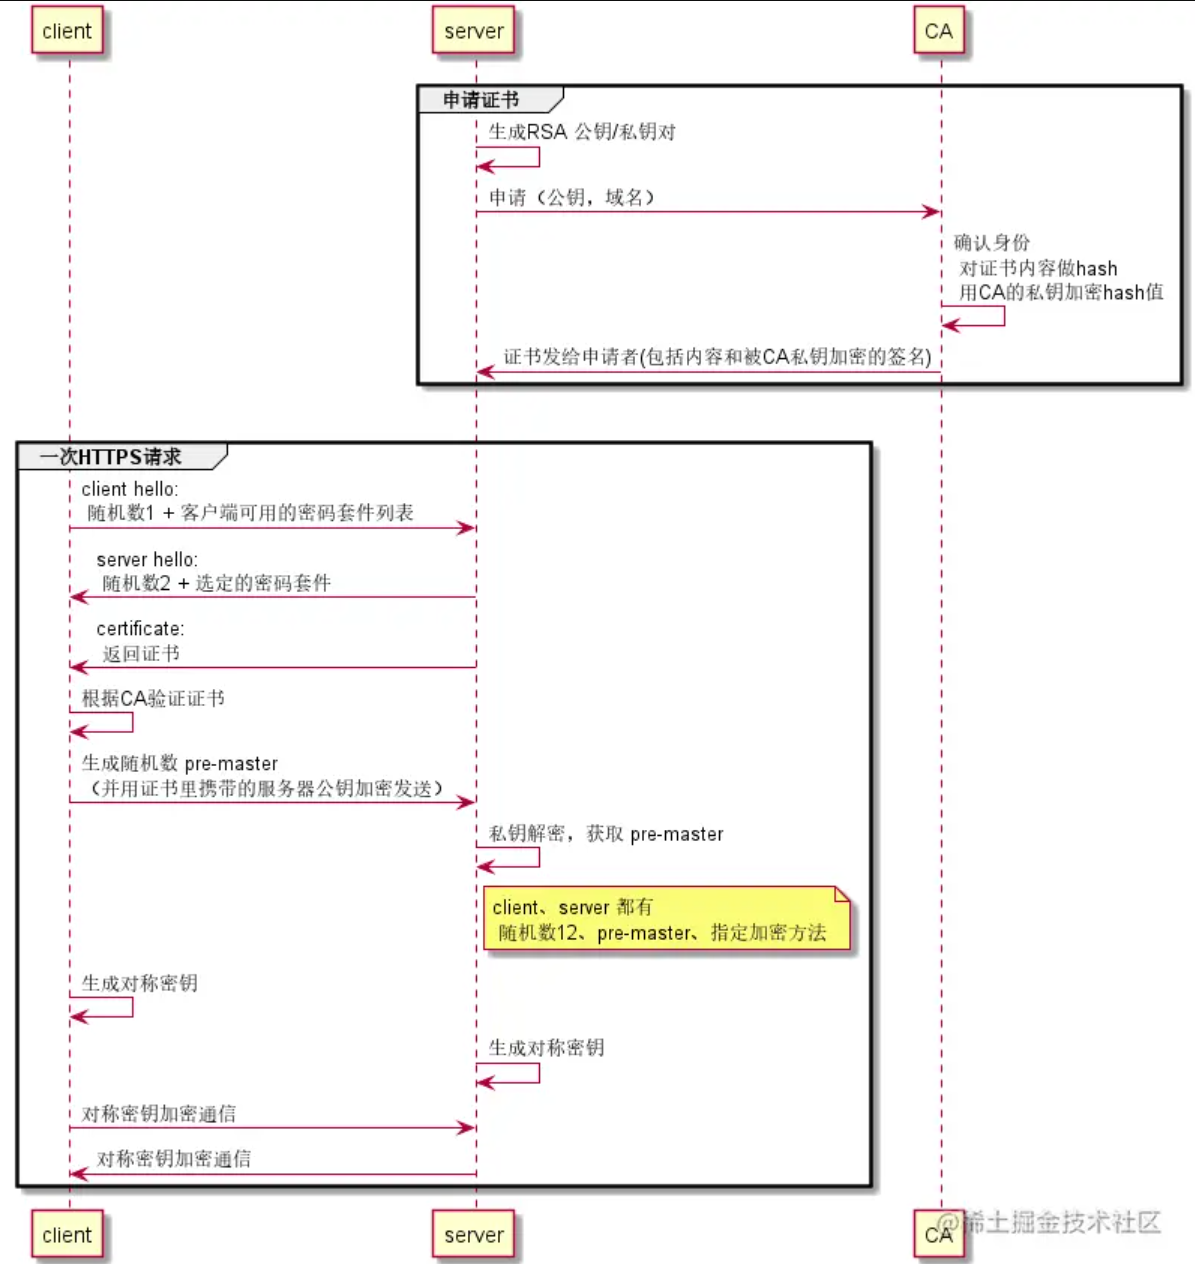 client
server
CA
申请证书
生成RSA 公钥/私钥对
申请（公钥，域名）
确认身份
对证书内容做hash
用CA的私钥加密hash值
证书发给申请者(包括内容和被CA私钥加密的签名)
一次HTTPS请求
client hello:
随机数1 + 客户端可用的密码套件列表
server hello:
随机数2 + 选定的密码套件
certificate:
返回证书
根据CA验证证书
生成随机数 pre-master
（并用证书里携带的服务器公钥加密发送）
私钥解密，获取 pre-master
client、server 都有
随机数12、pre-master、指定加密方法
生成对称密钥
生成对称密钥
对称密钥加密通信
对称密钥加密通信
client
server
CA
@稀土掘金技术社区